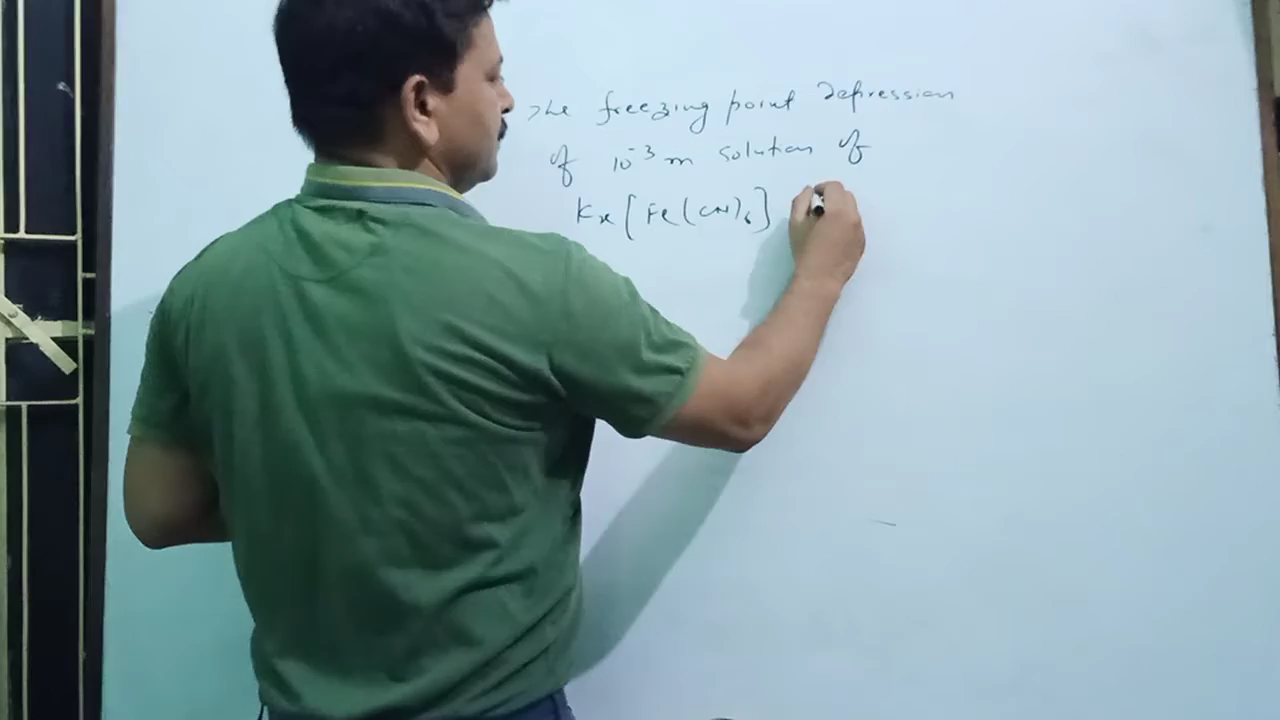 The freezing point depression
of 10⁻³ m solution of
Kx[Fe(CN)6]